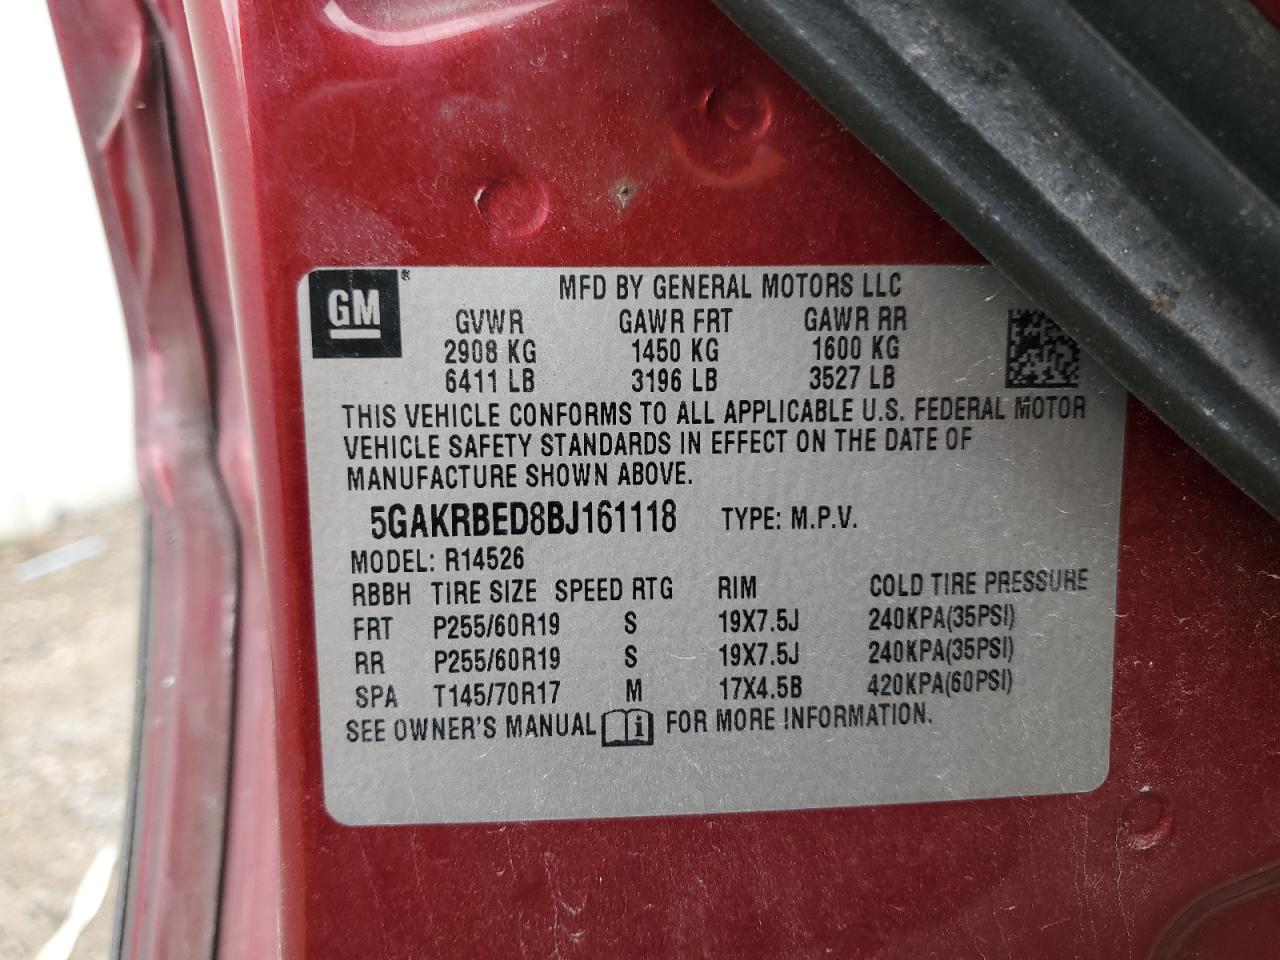 GM ®
MFD BY GENERAL MOTORS LLC
GVWR GAWR FRT GAWR RR
2908 KG 1450 KG 1600 KG
6411 LB 3196 LB 3527 LB
THIS VEHICLE CONFORMS TO ALL APPLICABLE U.S. FEDERAL MOTOR
VEHICLE SAFETY STANDARDS IN EFFECT ON THE DATE OF
MANUFACTURE SHOWN ABOVE.
5GAKRBED8BJ161118 TYPE: M.P.V.
MODEL: R14526
RBBH TIRE SIZE SPEED RTG RIM COLD TIRE PRESSURE
FRT P255/60R19 S 19X7.5J 240KPA(35PSI)
RR P255/60R19 S 19X7.5J 240KPA(35PSI)
SPA T145/70R17 M 17X4.5B 420KPA(60PSI)
SEE OWNER'S MANUAL i FOR MORE INFORMATION.